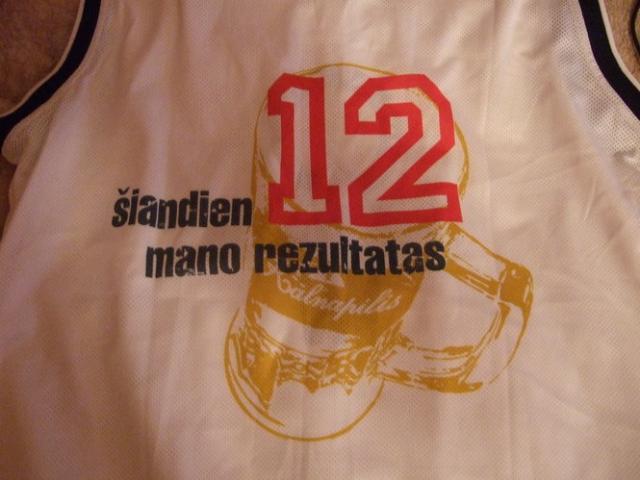 12
šiandien
mano rezultatas
Kalnapilis